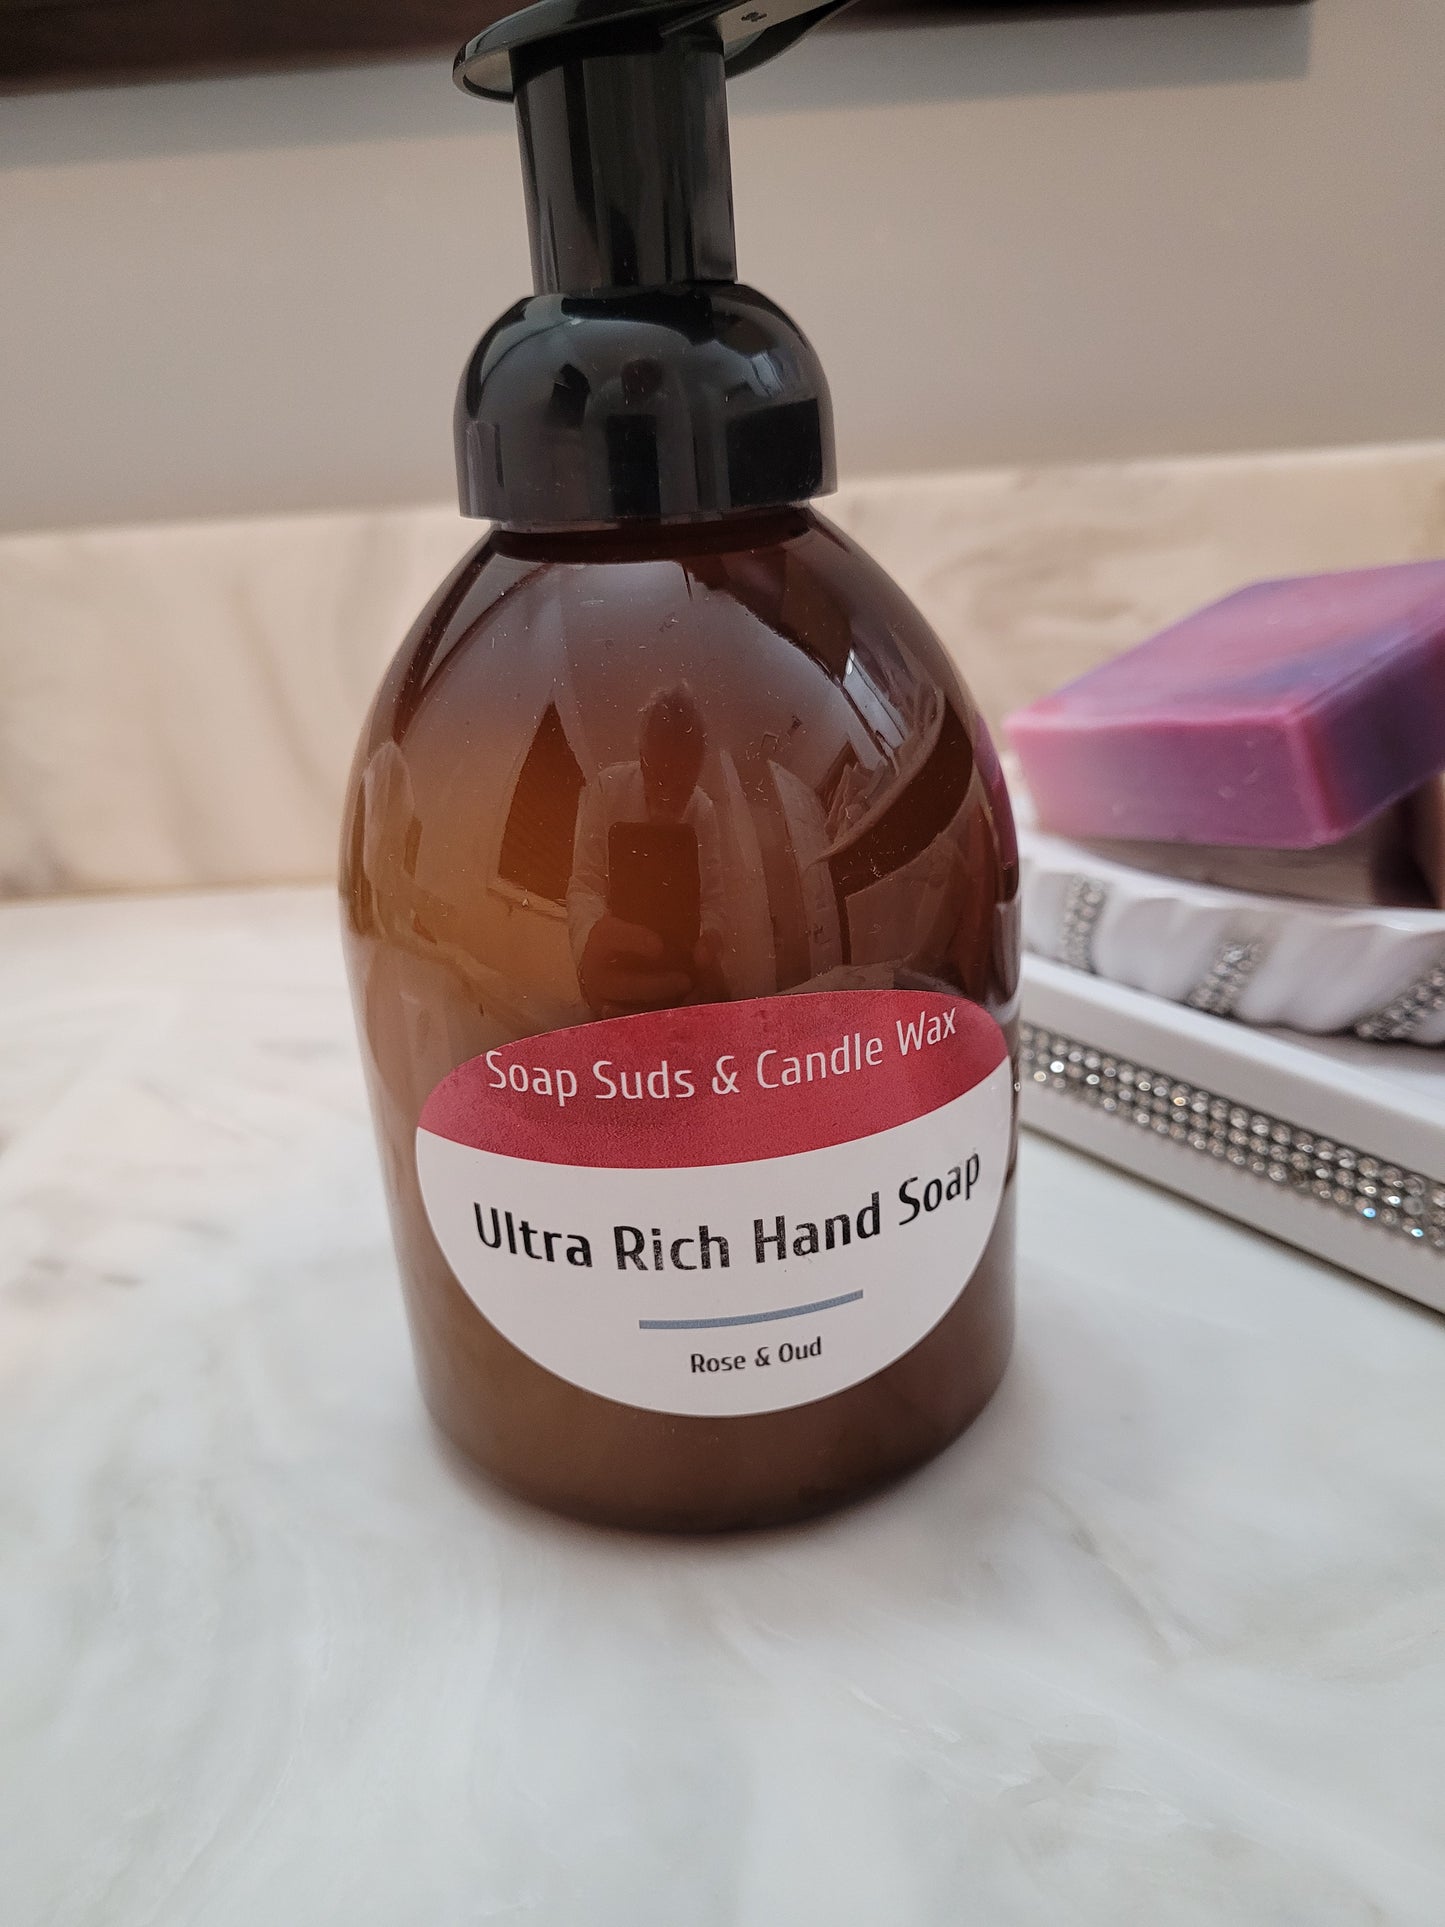 Soap Suds & Candle Wax
Ultra Rich Hand Soap
Rose & Oud